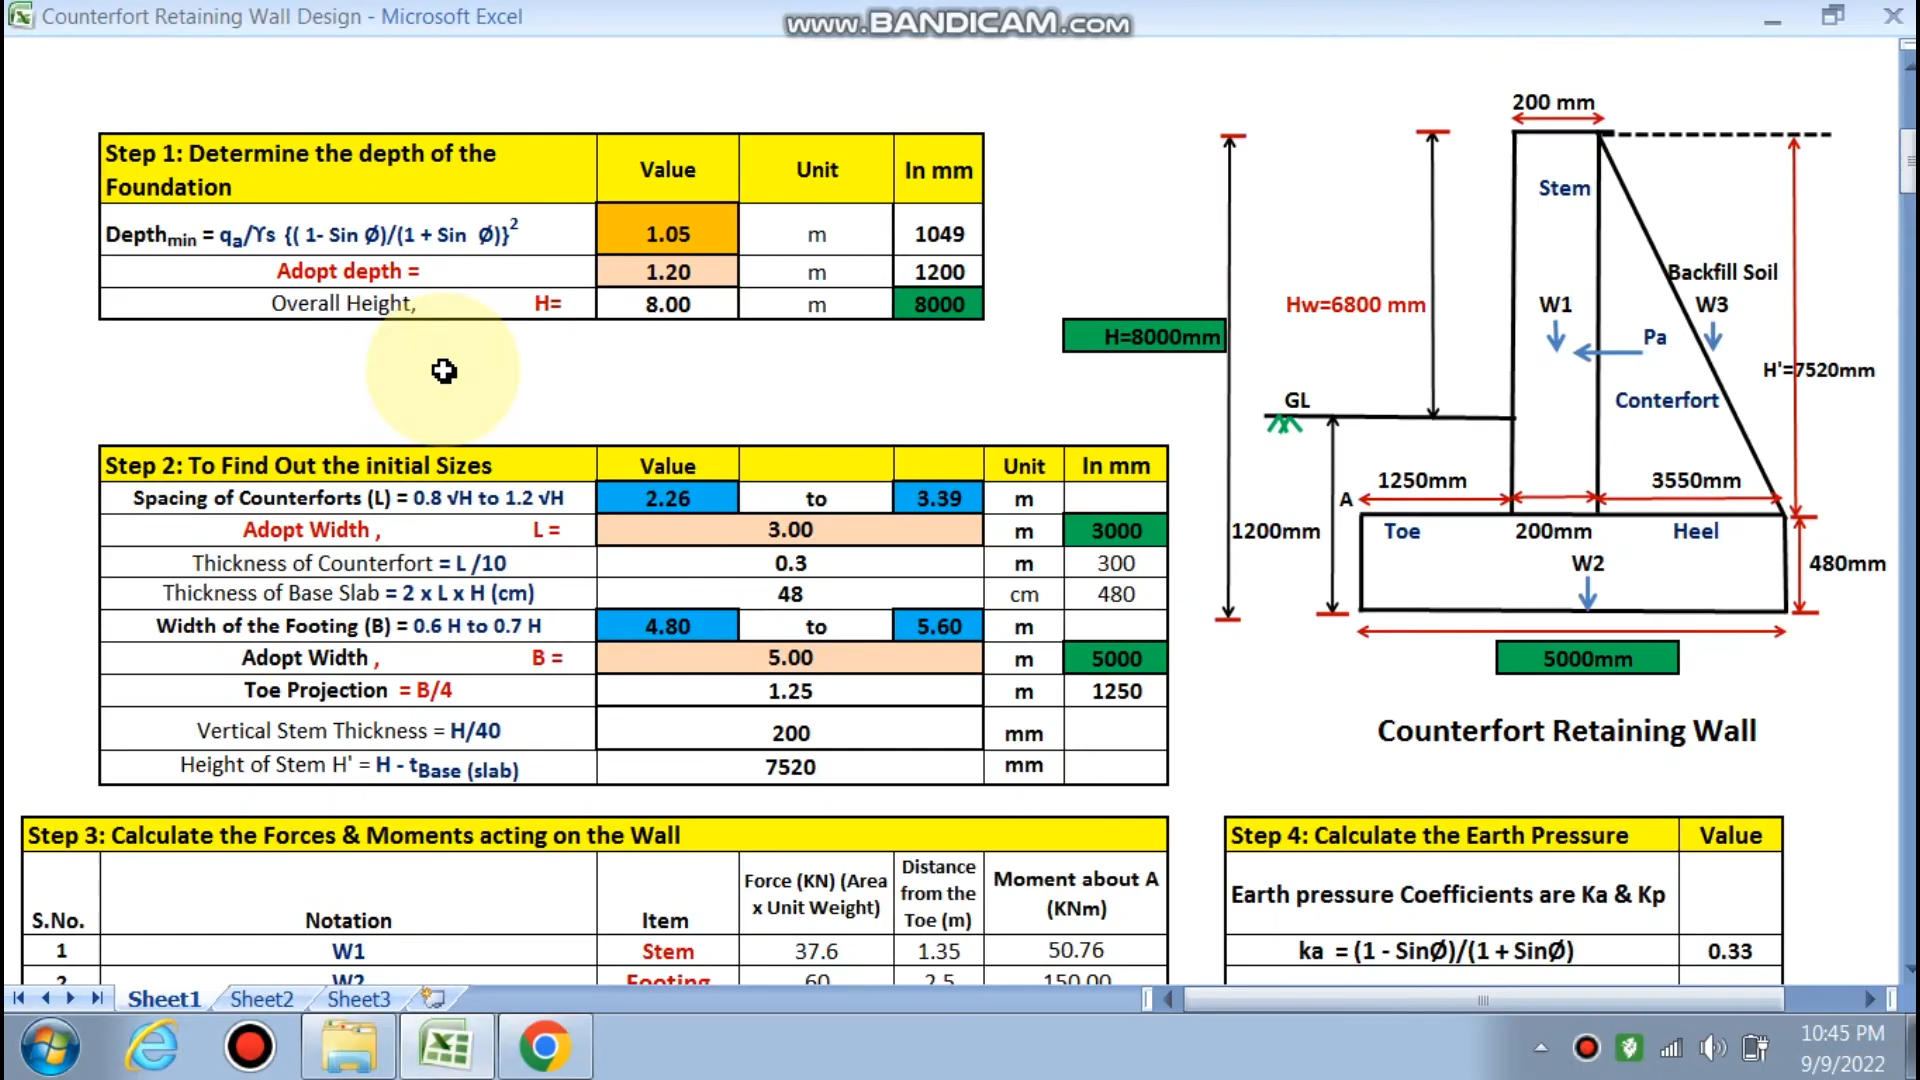 Counterfort Retaining Wall Design - Microsoft Excel
www.BANDICAM.com
Step 1: Determine the depth of the Foundation Value Unit In mm
Depthmin = qa/ϒs {( 1- Sin Ø)/(1 + Sin Ø)}² 1.05 m 1049
Adopt depth = 1.20 m 1200
Overall Height, H= 8.00 m 8000
Step 2: To Find Out the initial Sizes Value Unit In mm
Spacing of Counterforts (L) = 0.8 √H to 1.2 √H 2.26 to 3.39 m
Adopt Width , L = 3.00 m 3000
Thickness of Counterfort = L /10 0.3 m 300
Thickness of Base Slab = 2 x L x H (cm) 48 cm 480
Width of the Footing (B) = 0.6 H to 0.7 H 4.80 to 5.60 m
Adopt Width , B = 5.00 m 5000
Toe Projection = B/4 1.25 m 1250
Vertical Stem Thickness = H/40 200 mm
Height of Stem H' = H - tBase (slab) 7520 mm
200 mm
Stem
Backfill Soil
Hw=6800 mm W1 W3
H=8000mm Pa
H'=7520mm
GL Conterfort
1250mm 3550mm
A
1200mm Toe 200mm Heel
W2 480mm
5000mm
Counterfort Retaining Wall
Step 3: Calculate the Forces & Moments acting on the Wall
S.No. Notation Item Force (KN) (Area x Unit Weight) Distance from the Toe (m) Moment about A (KNm)
1 W1 Stem 37.6 1.35 50.76
2 W2 Footing 60 2.5 150.00
Step 4: Calculate the Earth Pressure Value
Earth pressure Coefficients are Ka & Kp
ka = (1 - SinØ)/(1 + SinØ) 0.33
Sheet1 Sheet2 Sheet3
10:45 PM
9/9/2022